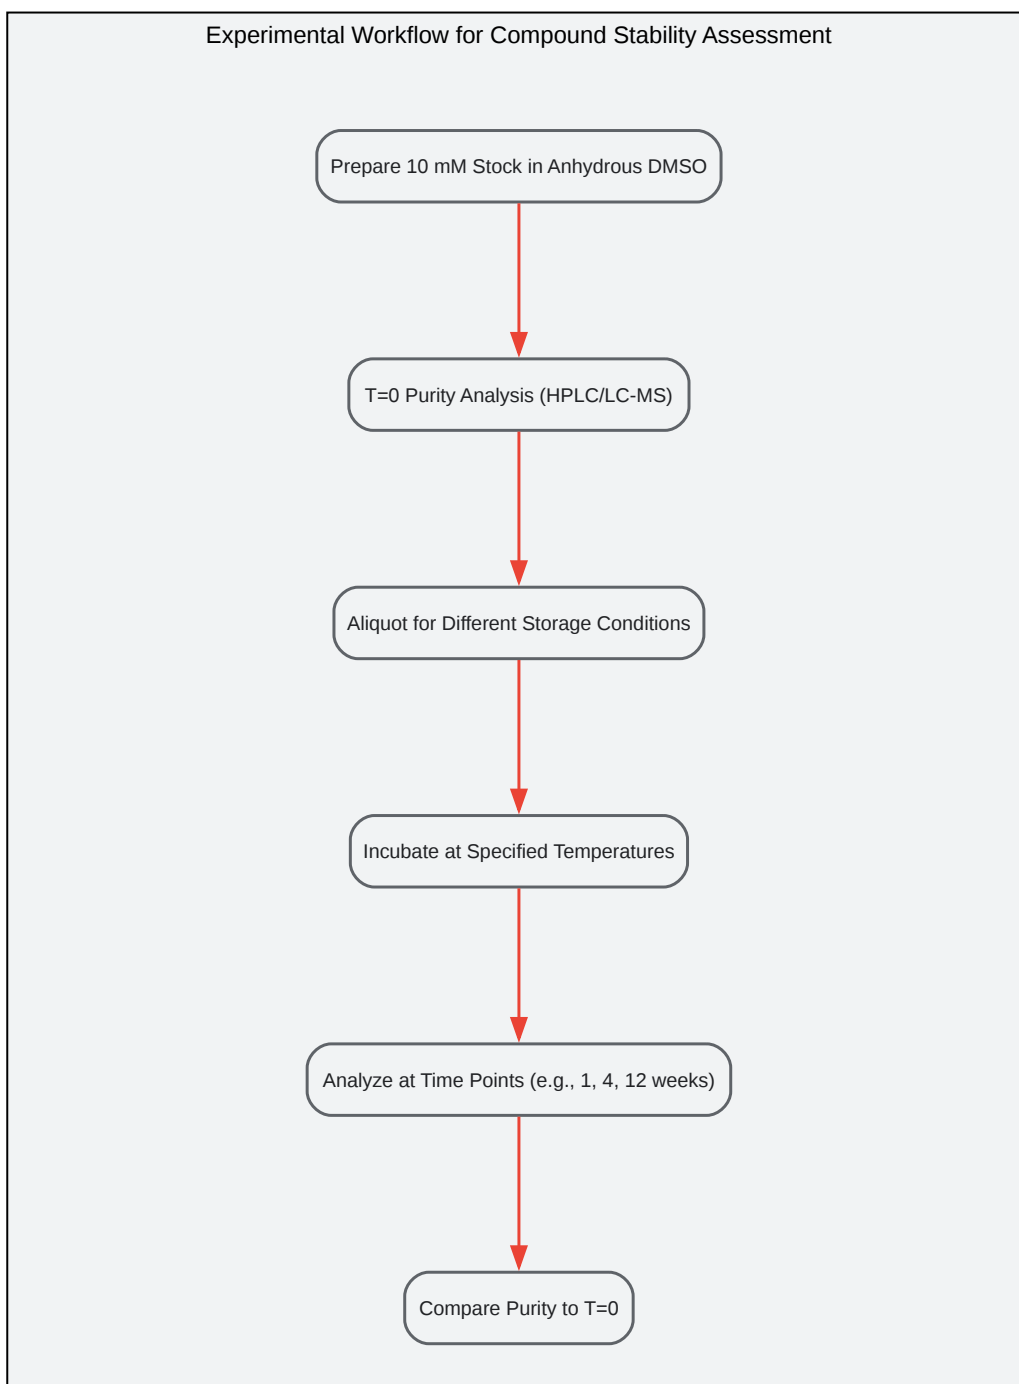 Experimental Workflow for Compound Stability Assessment
Prepare 10 mM Stock in Anhydrous DMSO
T=0 Purity Analysis (HPLC/LC-MS)
Aliquot for Different Storage Conditions
Incubate at Specified Temperatures
Analyze at Time Points (e.g., 1, 4, 12 weeks)
Compare Purity to T=0